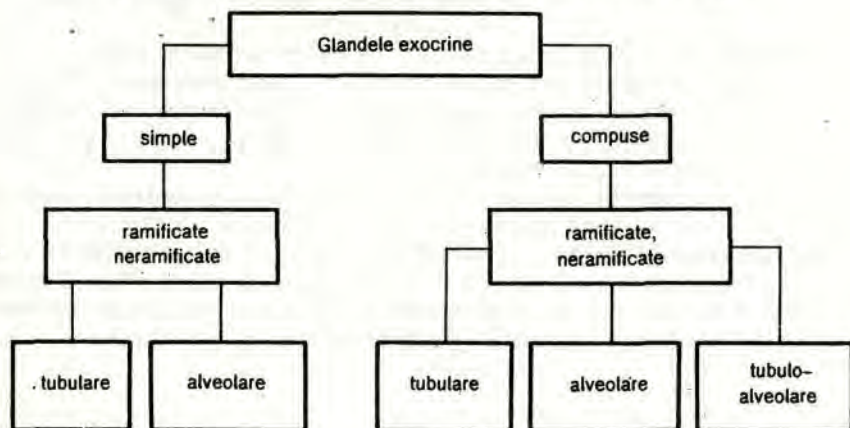 Glandele exocrine
simple
compuse
ramificate
neramificate
ramificate,
neramificate
tubulare
alveolare
tubulare
alveolare
tubulo-
alveolare